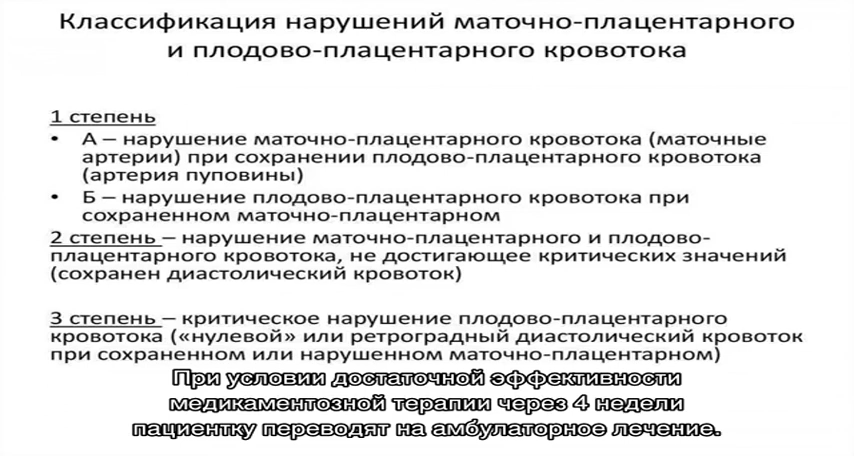 Классификация нарушений маточно-плацентарного
и плодово-плацентарного кровотока
1 степень
• А – нарушение маточно-плацентарного кровотока (маточные
артерии) при сохранении плодово-плацентарного кровотока
(артерия пуповины)
• Б – нарушение плодово-плацентарного кровотока при
сохраненном маточно-плацентарном
2 степень – нарушение маточно-плацентарного и плодово-
плацентарного кровотока, не достигающее критических значений
(сохранен диастолический кровоток)
3 степень – критическое нарушение плодово-плацентарного
кровотока («нулевой» или ретроградный диастолический кровоток
при сохраненном или нарушенном маточно-плацентарном)
При условии достаточной эффективности
медикаментозной терапии через 4 недели
пациентку переводят на амбулаторное лечение.